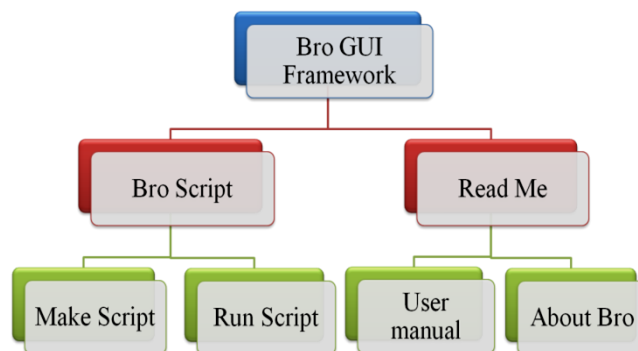 Bro GUI
Framework
Bro Script
Read Me
Make Script
Run Script
User
manual
About Bro